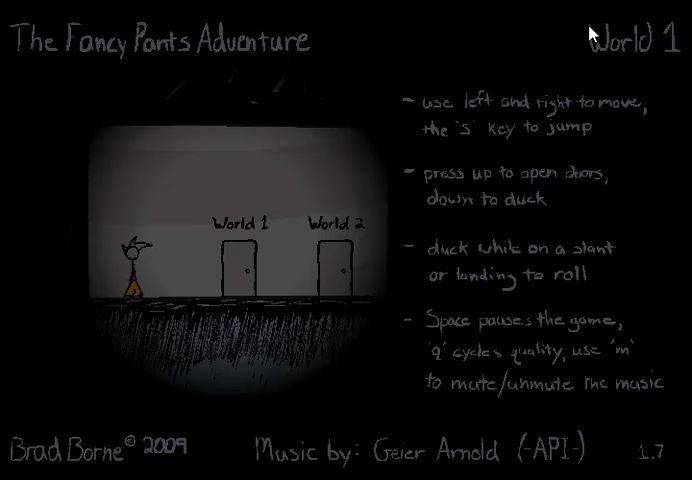 The Fancy Pants Adventure
World 1
- use left and right to move,
the 's' key to jump
- press up to open doors,
down to duck
- duck while on a slant
or landing to roll
- Space pauses the game,
'q' cycles quality, use 'm'
to mute/unmute the music
World 1
World 2
Brad Borne © 2009
Music by: Geier Arnold (-API-)
1.7